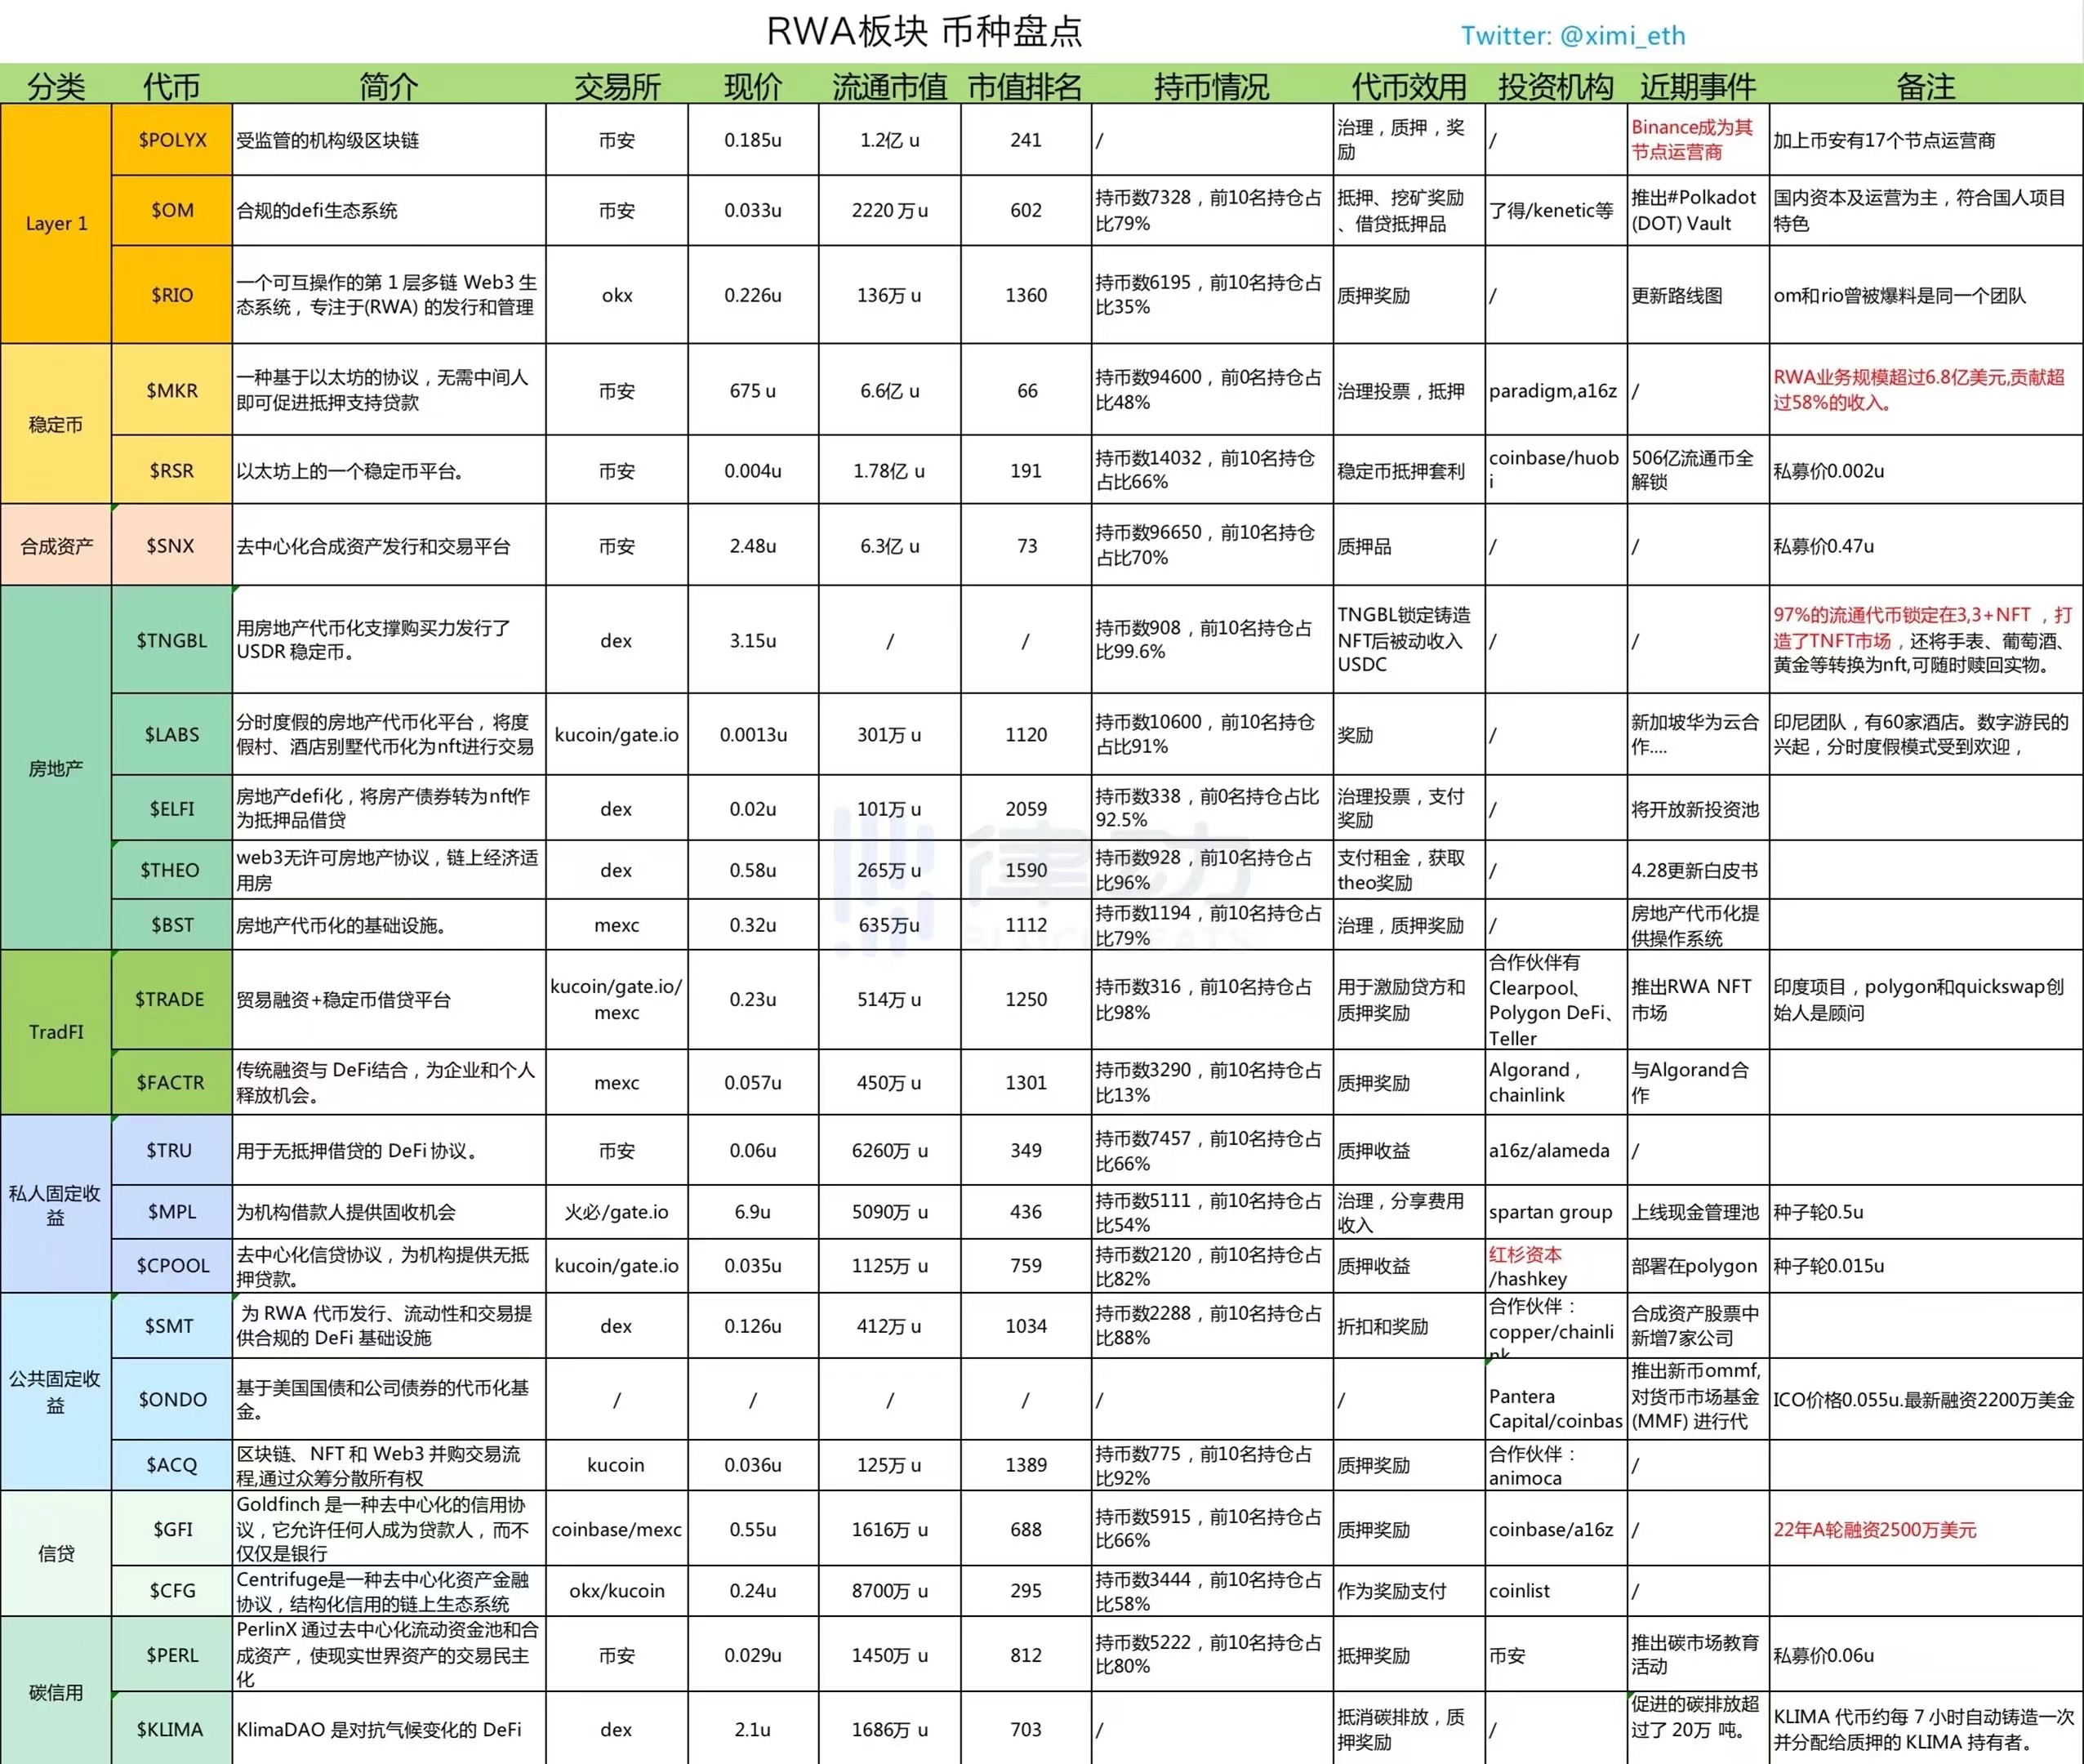 RWA板块 币种盘点
Twitter: @ximi_eth
分类 代币 简介 交易所 现价 流通市值 市值排名 持币情况 代币效用 投资机构 近期事件 备注
Layer 1
$POLYX
受监管的机构级区块链
币安
0.185u
1.2亿 u
241
/
治理，质押，奖
励
/
Binance成为其
节点运营商
加上币安有17个节点运营商
$OM
合规的defi生态系统
币安
0.033u
2220万u
602
持币数7328，前10名持仓占
比79%
抵押、挖矿奖励
、借贷抵押品
了得/kenetic等
推出#Polkadot
(DOT) Vault
国内资本及运营为主，符合国人项目
特色
$RIO
一个可互操作的第 1 层多链 Web3 生
态系统，专注于(RWA) 的发行和管理
okx
0.226u
136万 u
1360
持币数6195，前10名持仓占
比35%
质押奖励
/
更新路线图
om和rio曾被爆料是同一个团队
稳定币
$MKR
一种基于以太坊的协议，无需中间人
即可促进抵押支持贷款
币安
675 u
6.6亿 u
66
持币数94600，前0名持仓占
比48%
治理投票，抵押
paradigm,a16z
/
RWA业务规模超过6.8亿美元,贡献超
过58%的收入。
$RSR
以太坊上的一个稳定币平台。
币安
0.004u
1.78亿 u
191
持币数14032，前10名持仓
占比66%
稳定币抵押套利
coinbase/huob
i
506亿流通币全
解锁
私募价0.002u
合成资产
$SNX
去中心化合成资产发行和交易平台
币安
2.48u
6.3亿 u
73
持币数96650，前10名持仓
占比70%
质押品
/
/
私募价0.47u
房地产
$TNGBL
用房地产代币化支撑购买力发行了
USDR 稳定币。
dex
3.15u
/
/
持币数908，前10名持仓占
比99.6%
TNGBL锁定铸造
NFT后被动收入
USDC
/
/
97%的流通代币锁定在3,3+NFT ，打
造了TNFT市场，还将手表、葡萄酒、
黄金等转换为nft,可随时赎回实物。
$LABS
分时度假的房地产代币化平台，将度
假村、酒店别墅代币化为nft进行交易
kucoin/gate.io
0.0013u
301万 u
1120
持币数10600，前10名持仓
占比91%
奖励
/
新加坡华为云合
作....
印尼团队，有60家酒店。数字游民的
兴起，分时度假模式受到欢迎，
$ELFI
房地产defi化，将房产债券转为nft作
为抵押品借贷
dex
0.02u
101万 u
2059
持币数338，前0名持仓占比
92.5%
治理投票，支付
奖励
/
将开放新投资池
$THEO
web3无许可房地产协议，链上经济适
用房
dex
0.58u
265万 u
1590
持币数928，前10名持仓占
比96%
支付租金，获取
theo奖励
/
4.28更新白皮书
$BST
房地产代币化的基础设施。
mexc
0.32u
635万u
1112
持币数1194，前10名持仓占
比79%
治理，质押奖励
/
房地产代币化提
供操作系统
TradFI
$TRADE
贸易融资+稳定币借贷平台
kucoin/gate.io/
mexc
0.23u
514万 u
1250
持币数316，前10名持仓占
比98%
用于激励贷方和
质押奖励
合作伙伴有
Clearpool、
Polygon DeFi、
Teller
推出RWA NFT
市场
印度项目，polygon和quickswap创
始人是顾问
$FACTR
传统融资与 DeFi结合，为企业和个人
释放机会。
mexc
0.057u
450万 u
1301
持币数3290，前10名持仓占
比13%
质押奖励
Algorand，
chainlink
与Algorand合
作
私人固定收
益
$TRU
用于无抵押借贷的 DeFi 协议。
币安
0.06u
6260万 u
349
持币数7457，前10名持仓占
比66%
质押收益
a16z/alameda
/
$MPL
为机构借款人提供固收机会
火必/gate.io
6.9u
5090万 u
436
持币数5111，前10名持仓占
比54%
治理，分享费用
收入
spartan group
上线现金管理池
种子轮0.5u
$CPOOL
去中心化信贷协议，为机构提供无抵
押贷款。
kucoin/gate.io
0.035u
1125万 u
759
持币数2120，前10名持仓占
比82%
质押收益
红杉资本
/hashkey
部署在polygon
种子轮0.015u
公共固定收
益
$SMT
为 RWA 代币发行、流动性和交易提
供合规的 DeFi 基础设施
dex
0.126u
412万 u
1034
持币数2288，前10名持仓占
比88%
折扣和奖励
合作伙伴：
copper/chainli
nk
合成资产股票中
新增7家公司
$ONDO
基于美国国债和公司债券的代币化基
金。
/
/
/
/
/
/
Pantera
Capital/coinbas
推出新币ommf,
对货币市场基金
(MMF) 进行代
ICO价格0.055u.最新融资2200万美金
$ACQ
区块链、NFT 和 Web3 并购交易流
程,通过众筹分散所有权
kucoin
0.036u
125万 u
1389
持币数775，前10名持仓占
比92%
质押奖励
合作伙伴：
animoca
/
信贷
$GFI
Goldfinch 是一种去中心化的信用协
议，它允许任何人成为贷款人，而不
仅仅是银行
coinbase/mexc
0.55u
1616万 u
688
持币数5915，前10名持仓占
比66%
质押奖励
coinbase/a16z
/
22年A轮融资2500万美元
$CFG
Centrifuge是一种去中心化资产金融
协议，结构化信用的链上生态系统
okx/kucoin
0.24u
8700万 u
295
持币数3444，前10名持仓占
比58%
作为奖励支付
coinlist
/
碳信用
$PERL
PerlinX 通过去中心化流动资金池和合
成资产，使现实世界资产的交易民主
化
币安
0.029u
1450万 u
812
持币数5222，前10名持仓占
比80%
抵押奖励
币安
推出碳市场教育
活动
私募价0.06u
$KLIMA
KlimaDAO 是对抗气候变化的 DeFi
dex
2.1u
1686万 u
703
/
抵消碳排放，质
押奖励
/
促进的碳排放超
过了 20万 吨。
KLIMA 代币约每 7 小时自动铸造一次
并分配给质押的 KLIMA 持有者。
律动
BLOCKBEATS